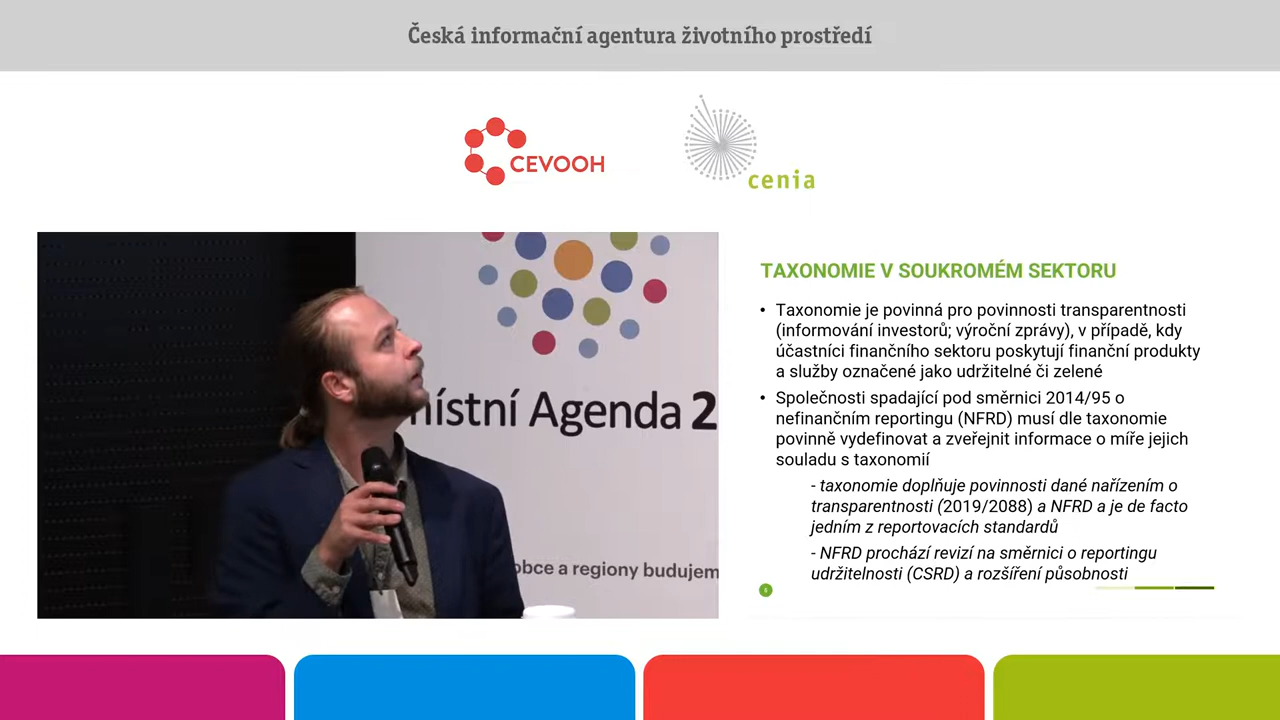 Česká informační agentura životního prostředí
CEVOOH
cenia
místní Agenda 2
obce a regiony budujem
TAXONOMIE V SOUKROMÉM SEKTORU
• Taxonomie je povinná pro povinnosti transparentnosti
(informování investorů; výroční zprávy), v případě, kdy
účastníci finančního sektoru poskytují finanční produkty
a služby označené jako udržitelné či zelené
• Společnosti spadající pod směrnici 2014/95 o
nefinančním reportingu (NFRD) musí dle taxonomie
povinně vydefinovat a zveřejnit informace o míře jejich
souladu s taxonomií
- taxonomie doplňuje povinnosti dané nařízením o
transparentnosti (2019/2088) a NFRD a je de facto
jedním z reportovacích standardů
- NFRD prochází revizí na směrnici o reportingu
udržitelnosti (CSRD) a rozšíření působnosti